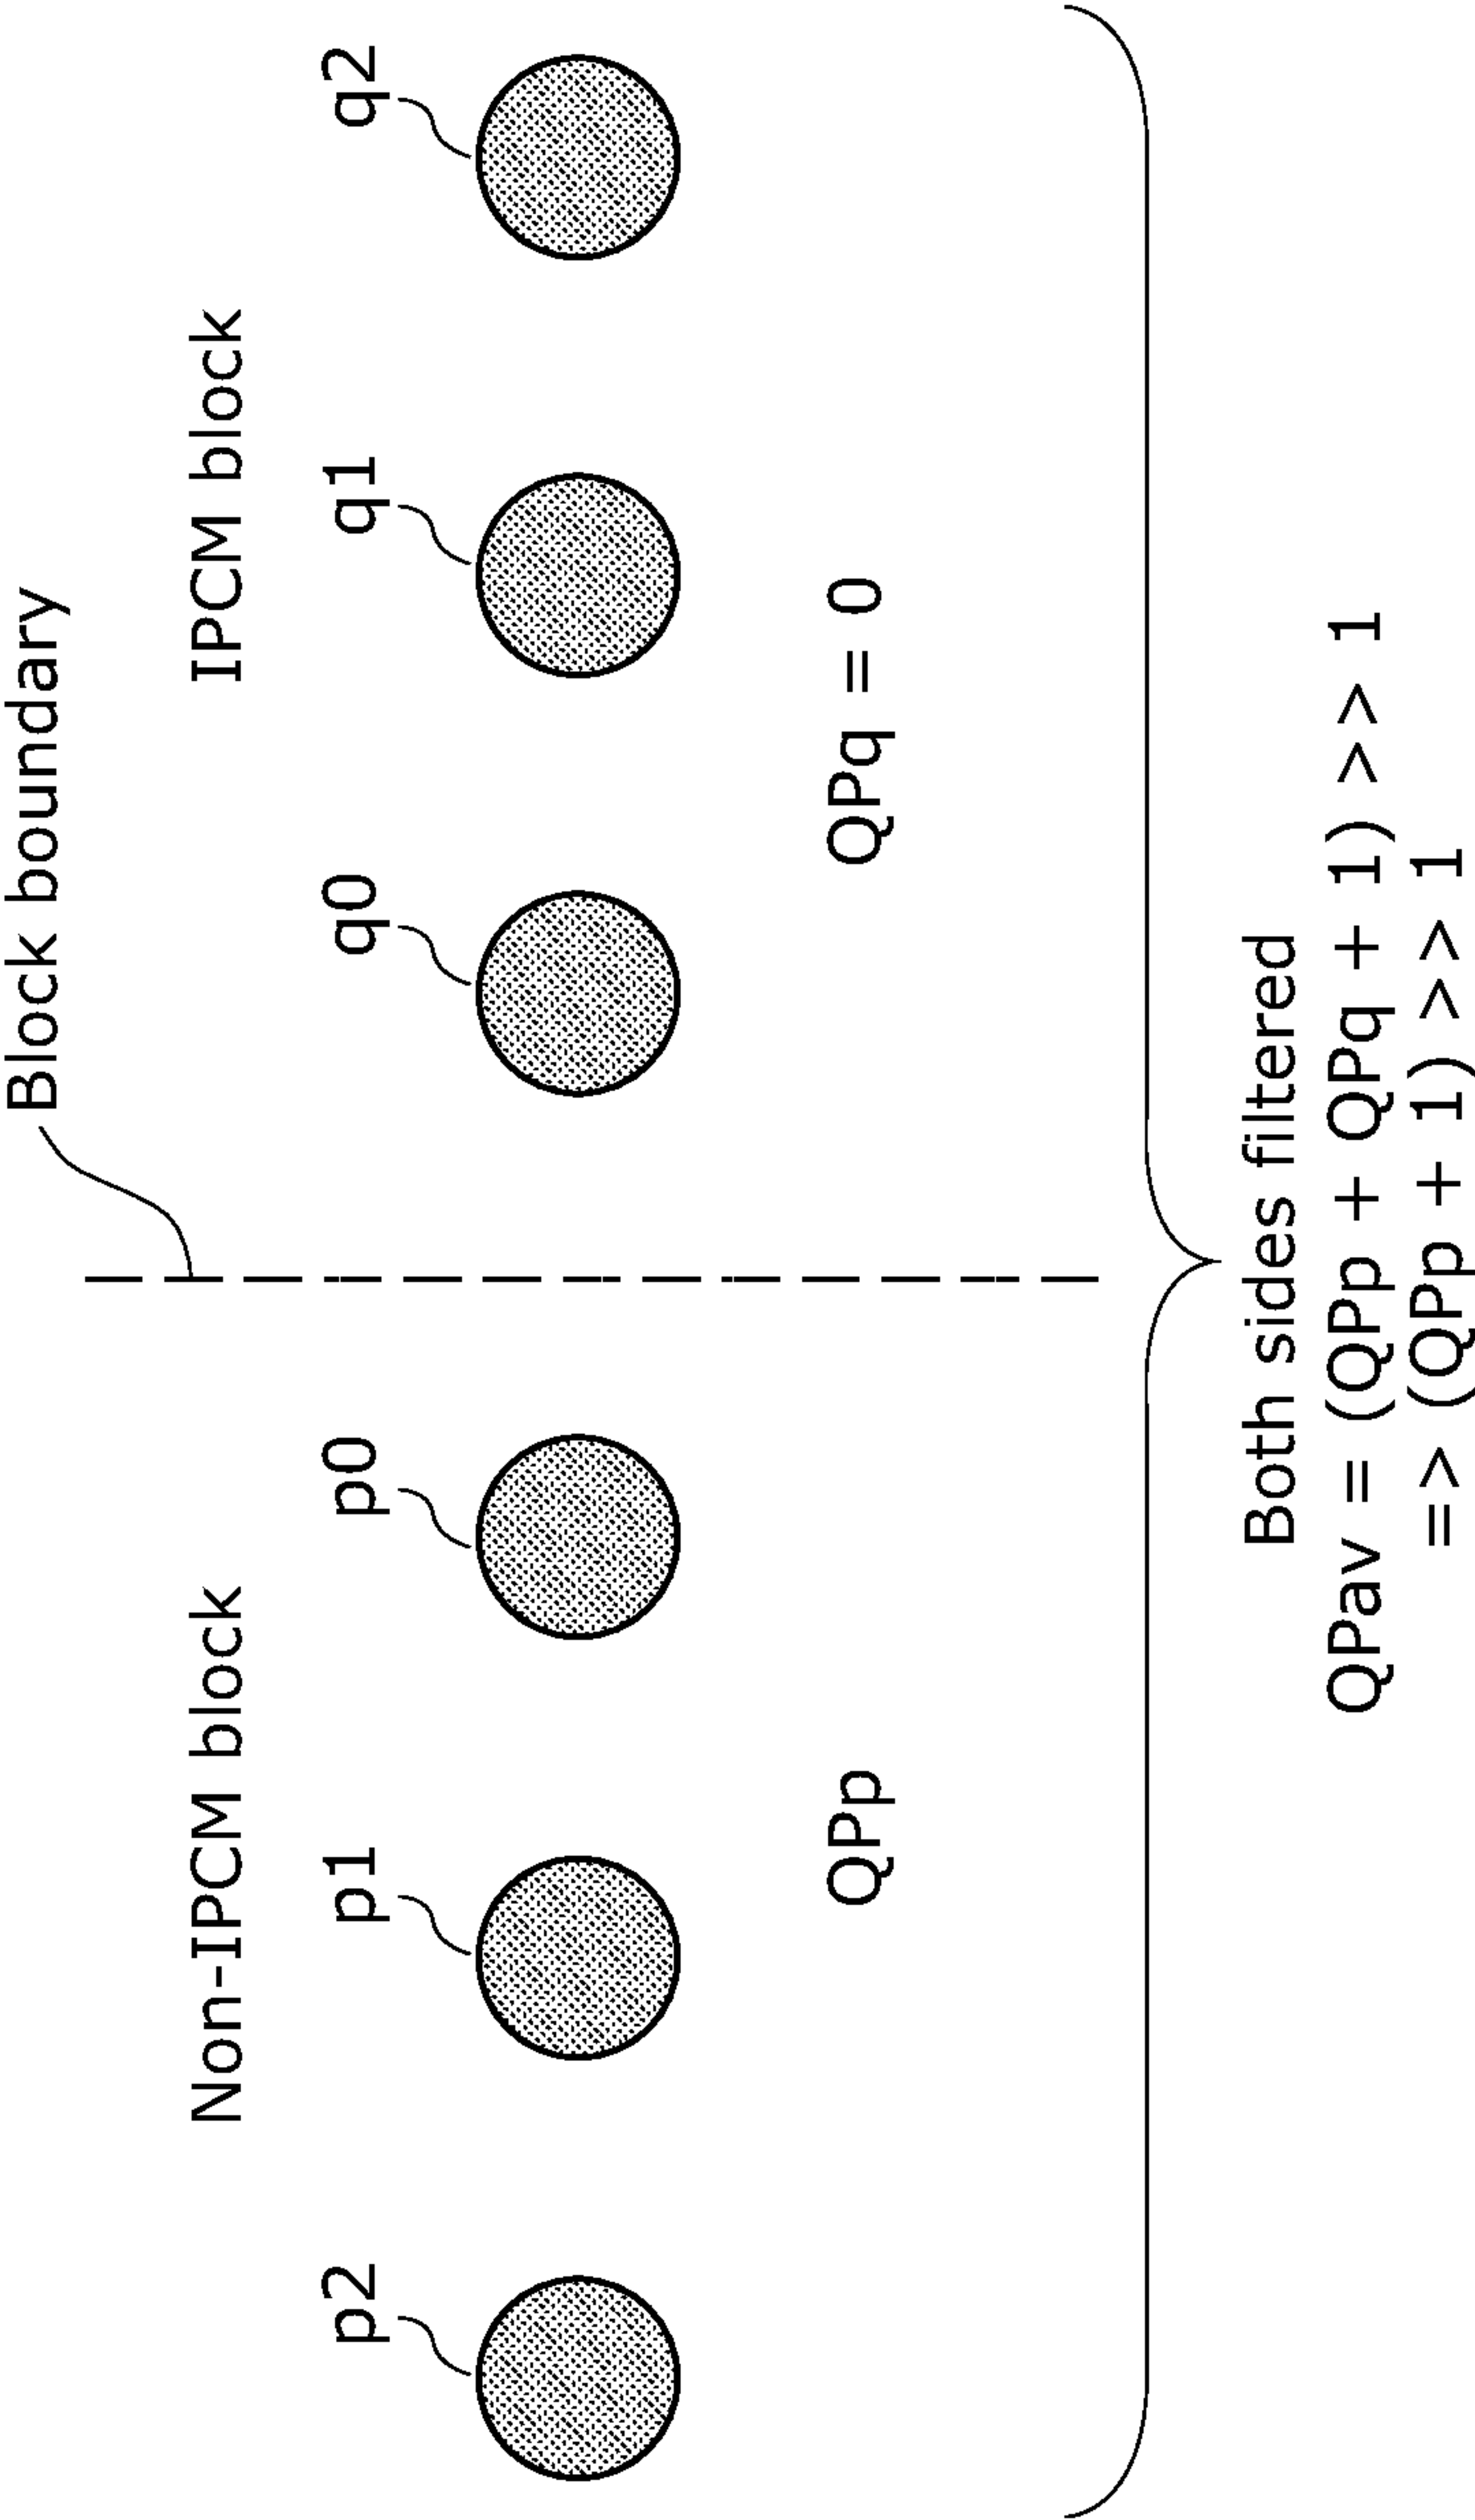 Block boundary
Non-IPCM block IPCM block
p2 p1 p0 q0 q1 q2
QPp QPq = 0
Both sides filtered
QPav = (QPp + QPq + 1) >> 1
=> (QPp + 1) >> 1